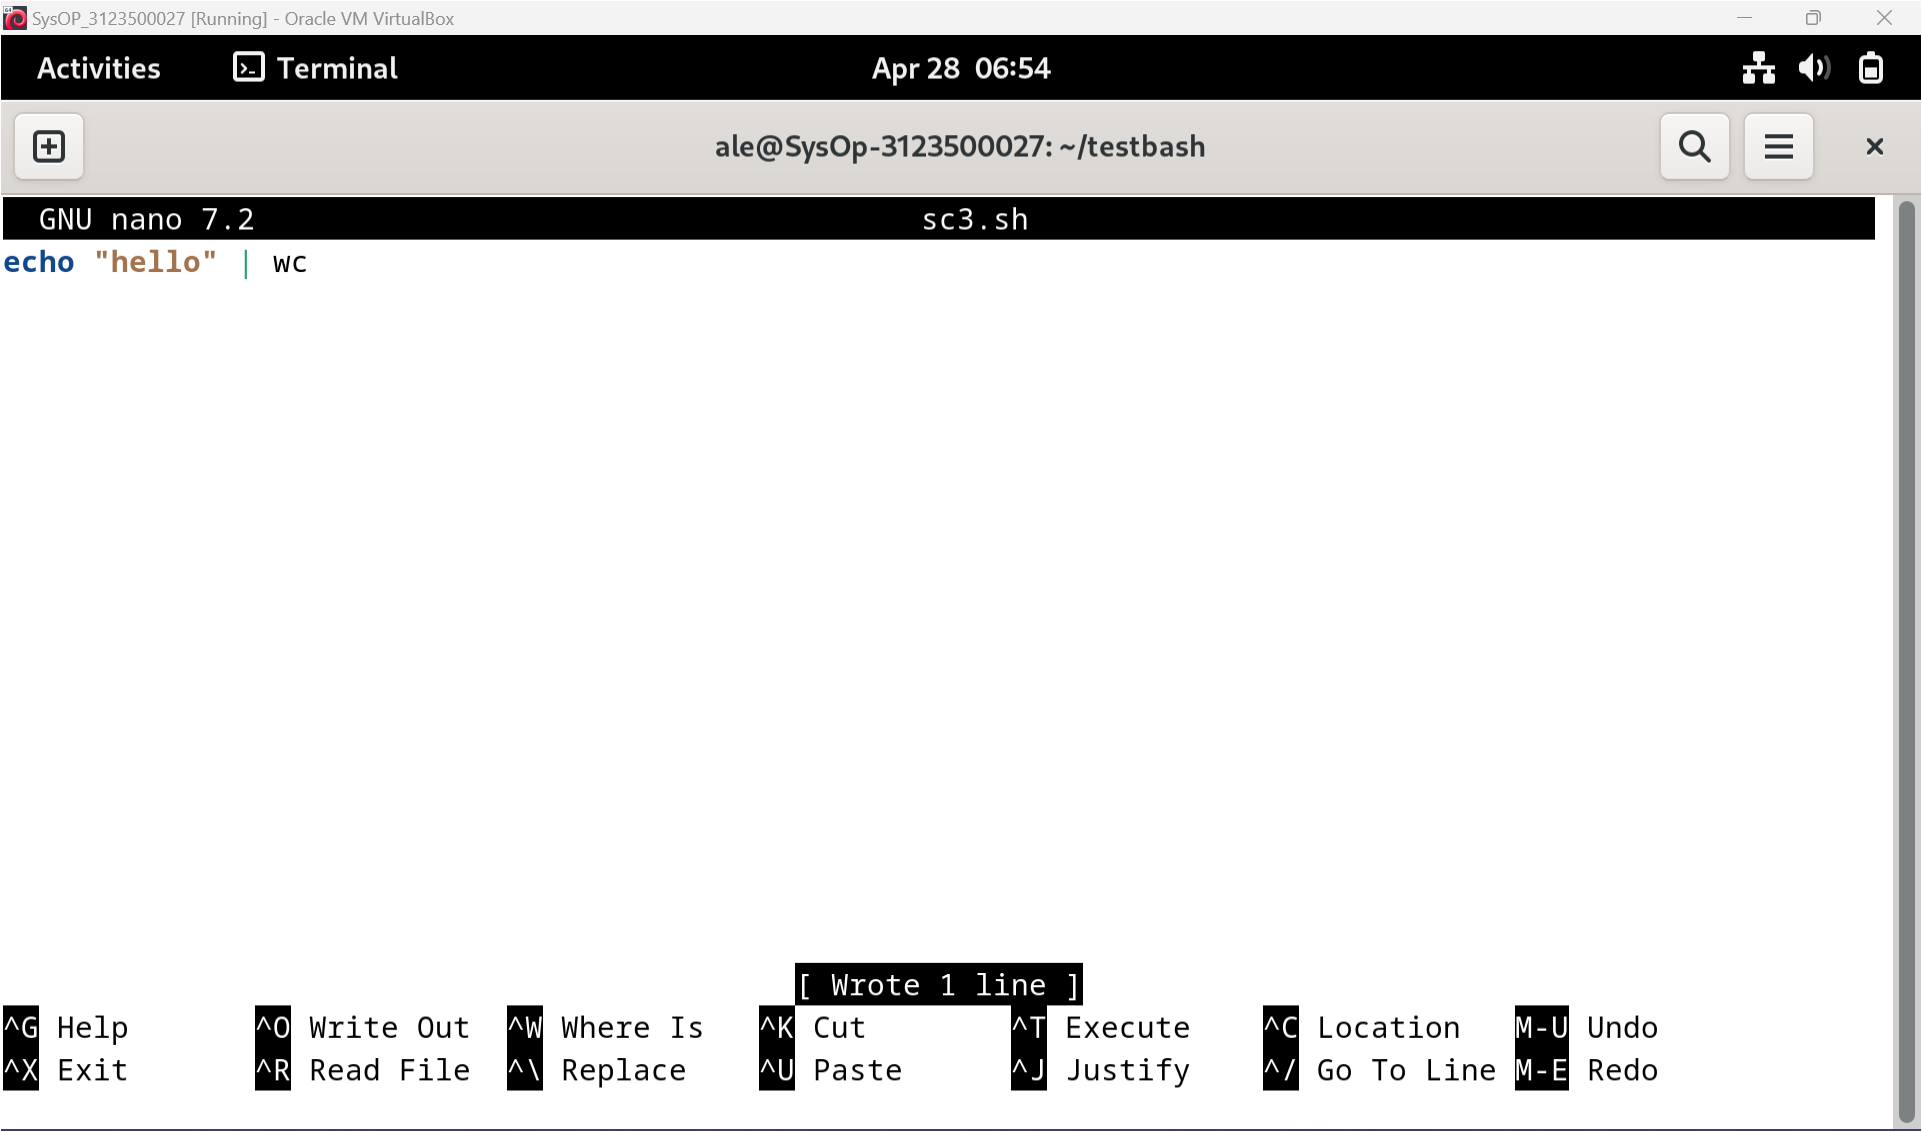 SysOP_3123500027 [Running] - Oracle VM VirtualBox
Activities Terminal Apr 28 06:54
ale@SysOp-3123500027: ~/testbash
GNU nano 7.2 sc3.sh
echo "hello" | wc
[ Wrote 1 line ]
^G Help ^O Write Out ^W Where Is ^K Cut ^T Execute ^C Location M-U Undo
^X Exit ^R Read File ^\ Replace ^U Paste ^J Justify ^/ Go To Line M-E Redo